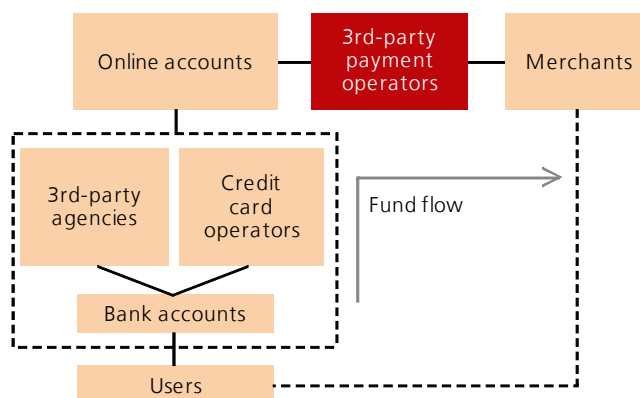 Online accounts
3rd-party
payment
operators
Merchants
3rd-party
agencies
Credit
card
operators
Fund flow
Bank accounts
Users